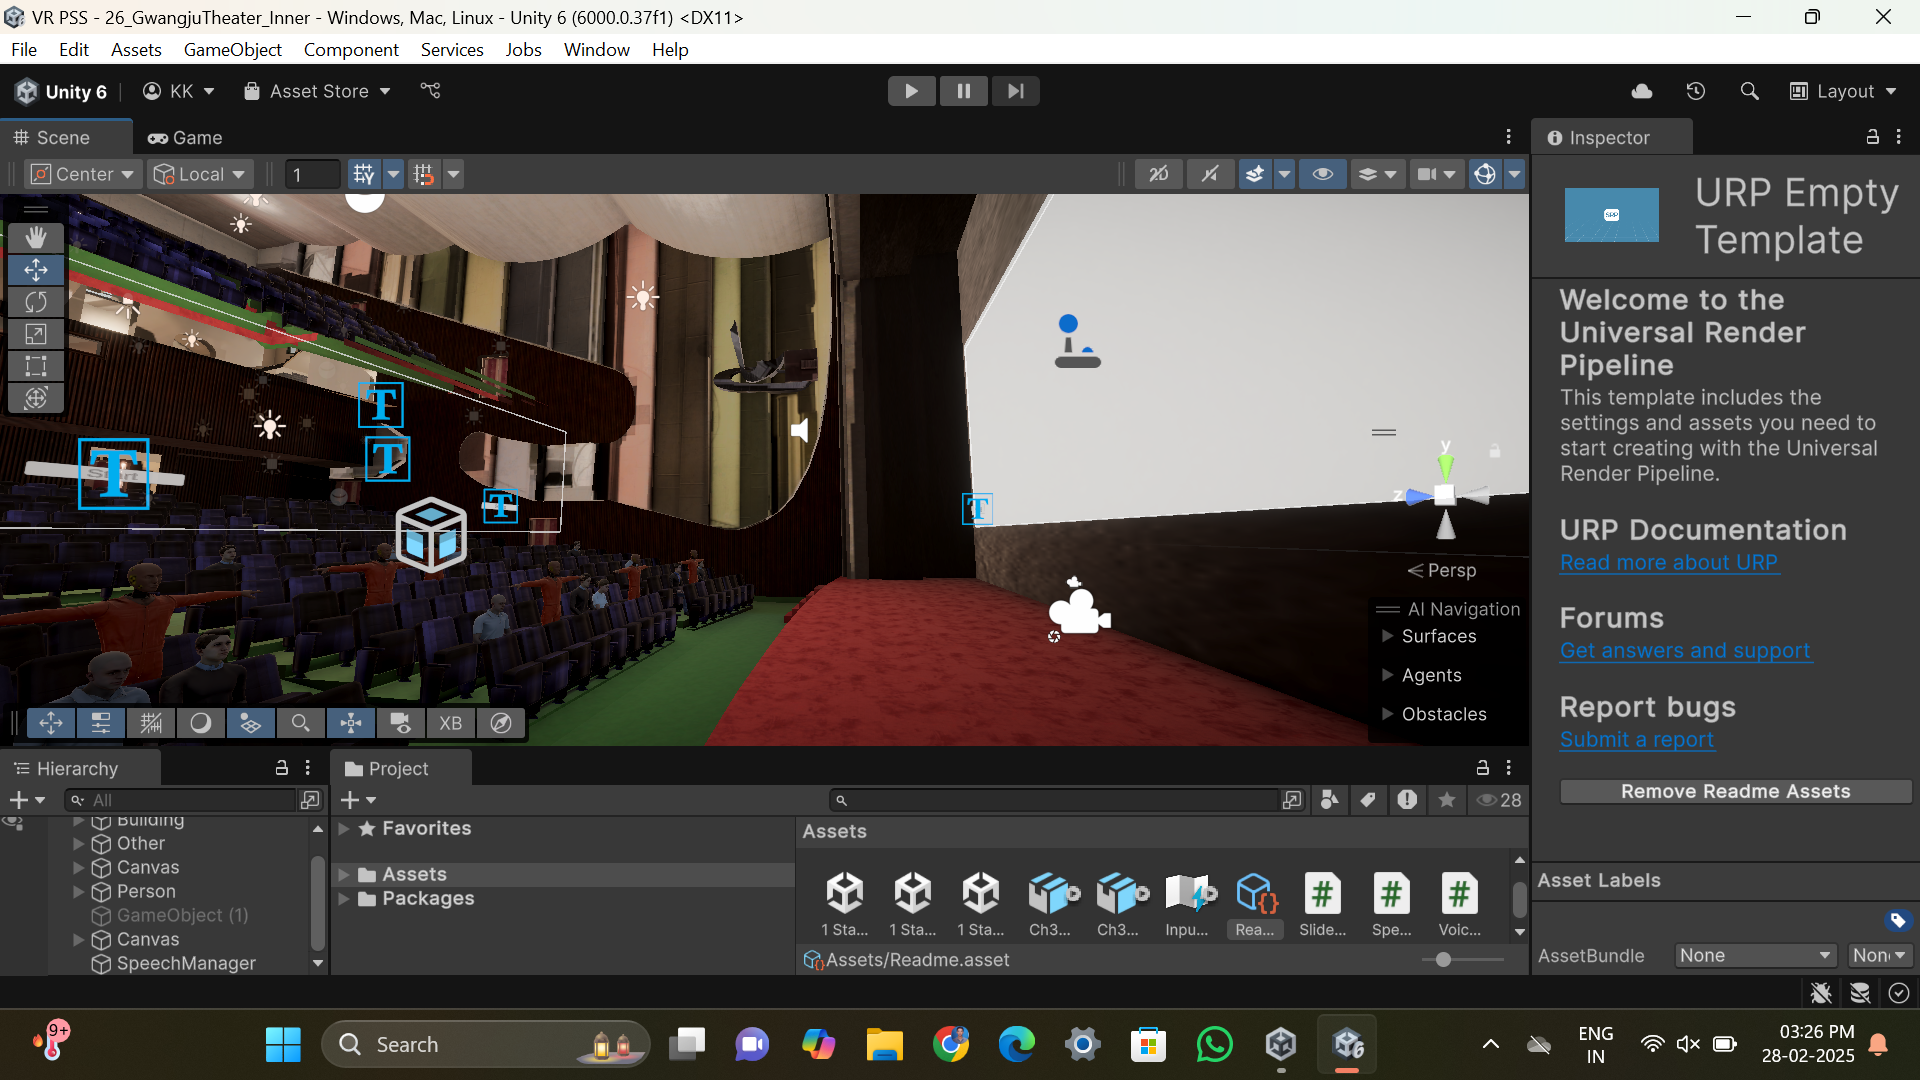 VR PSS - 26_GwangjuTheater_Inner - Windows, Mac, Linux - Unity 6 (6000.0.37f1) <DX11>
File Edit Assets GameObject Component Services Jobs Window Help
Unity 6 KK Asset Store Layout
Scene Game
Inspector
Center Local 1 2D
URP Empty
Template
Welcome to the
Universal Render
Pipeline
This template includes the
settings and assets you need to
start creating with the Universal
Render Pipeline.
URP Documentation
Read more about URP
Forums
Get answers and support
Report bugs
Submit a report
Remove Readme Assets
T
T
T Start
T
T
y
z
Persp
AI Navigation
Surfaces
Agents
Obstacles
XB
Hierarchy
All
Building
Other
Canvas
Person
GameObject (1)
Canvas
SpeechManager
Project
28
Favorites
Assets
Packages
Assets
1 Sta... 1 Sta... 1 Sta... Ch3... Ch3... Inpu... Rea... Slide... Spe... Voic...
Assets/Readme.asset
Asset Labels
AssetBundle None None
9+
Search
ENG
IN
03:26 PM
28-02-2025